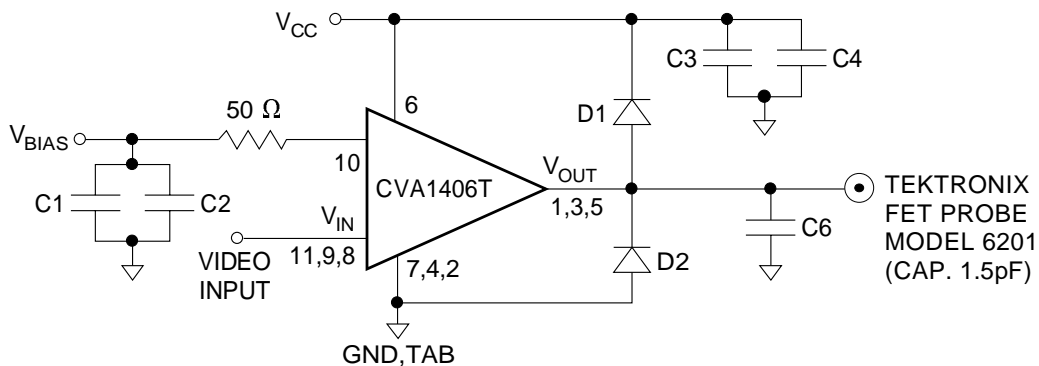 V_CC
C3
C4
6
D1
50 Ω
V_BIAS
10
CVA1406T
V_OUT
1,3,5
C1
C2
V_IN
11,9,8
VIDEO
INPUT
7,4,2
D2
C6
TEKTRONIX
FET PROBE
MODEL 6201
(CAP. 1.5pF)
GND,TAB